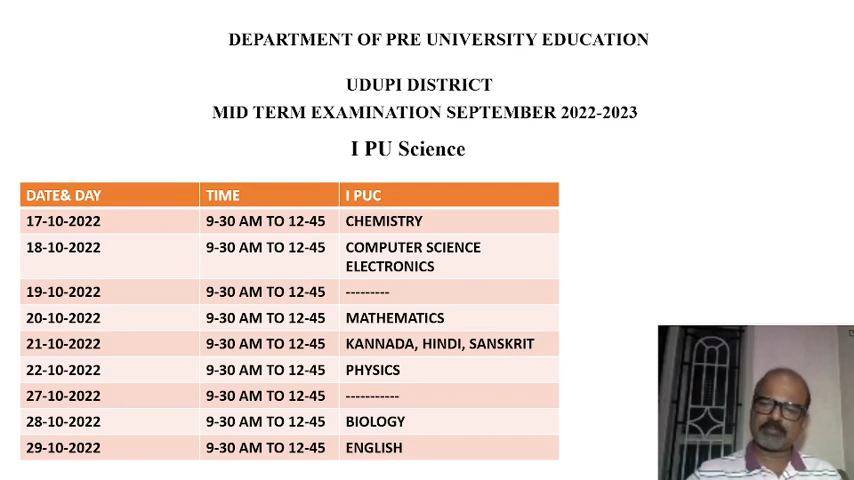 DEPARTMENT OF PRE UNIVERSITY EDUCATION
UDUPI DISTRICT
MID TERM EXAMINATION SEPTEMBER 2022-2023
I PU Science
DATE& DAY TIME I PUC
17-10-2022 9-30 AM TO 12-45 CHEMISTRY
18-10-2022 9-30 AM TO 12-45 COMPUTER SCIENCE
ELECTRONICS
19-10-2022 9-30 AM TO 12-45 ---------
20-10-2022 9-30 AM TO 12-45 MATHEMATICS
21-10-2022 9-30 AM TO 12-45 KANNADA, HINDI, SANSKRIT
22-10-2022 9-30 AM TO 12-45 PHYSICS
27-10-2022 9-30 AM TO 12-45 -----------
28-10-2022 9-30 AM TO 12-45 BIOLOGY
29-10-2022 9-30 AM TO 12-45 ENGLISH